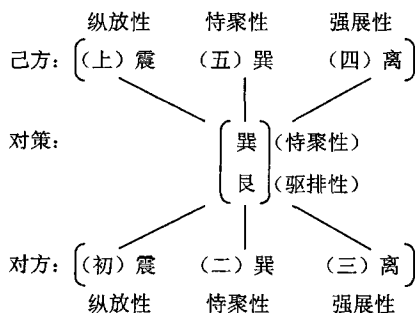 纵放性 恃聚性 强展性
己方：（上）震 （五）巽 （四）离
对策： 巽 （恃聚性）
艮 （驱排性）
对方：（初）震 （二）巽 （三）离
纵放性 恃聚性 强展性